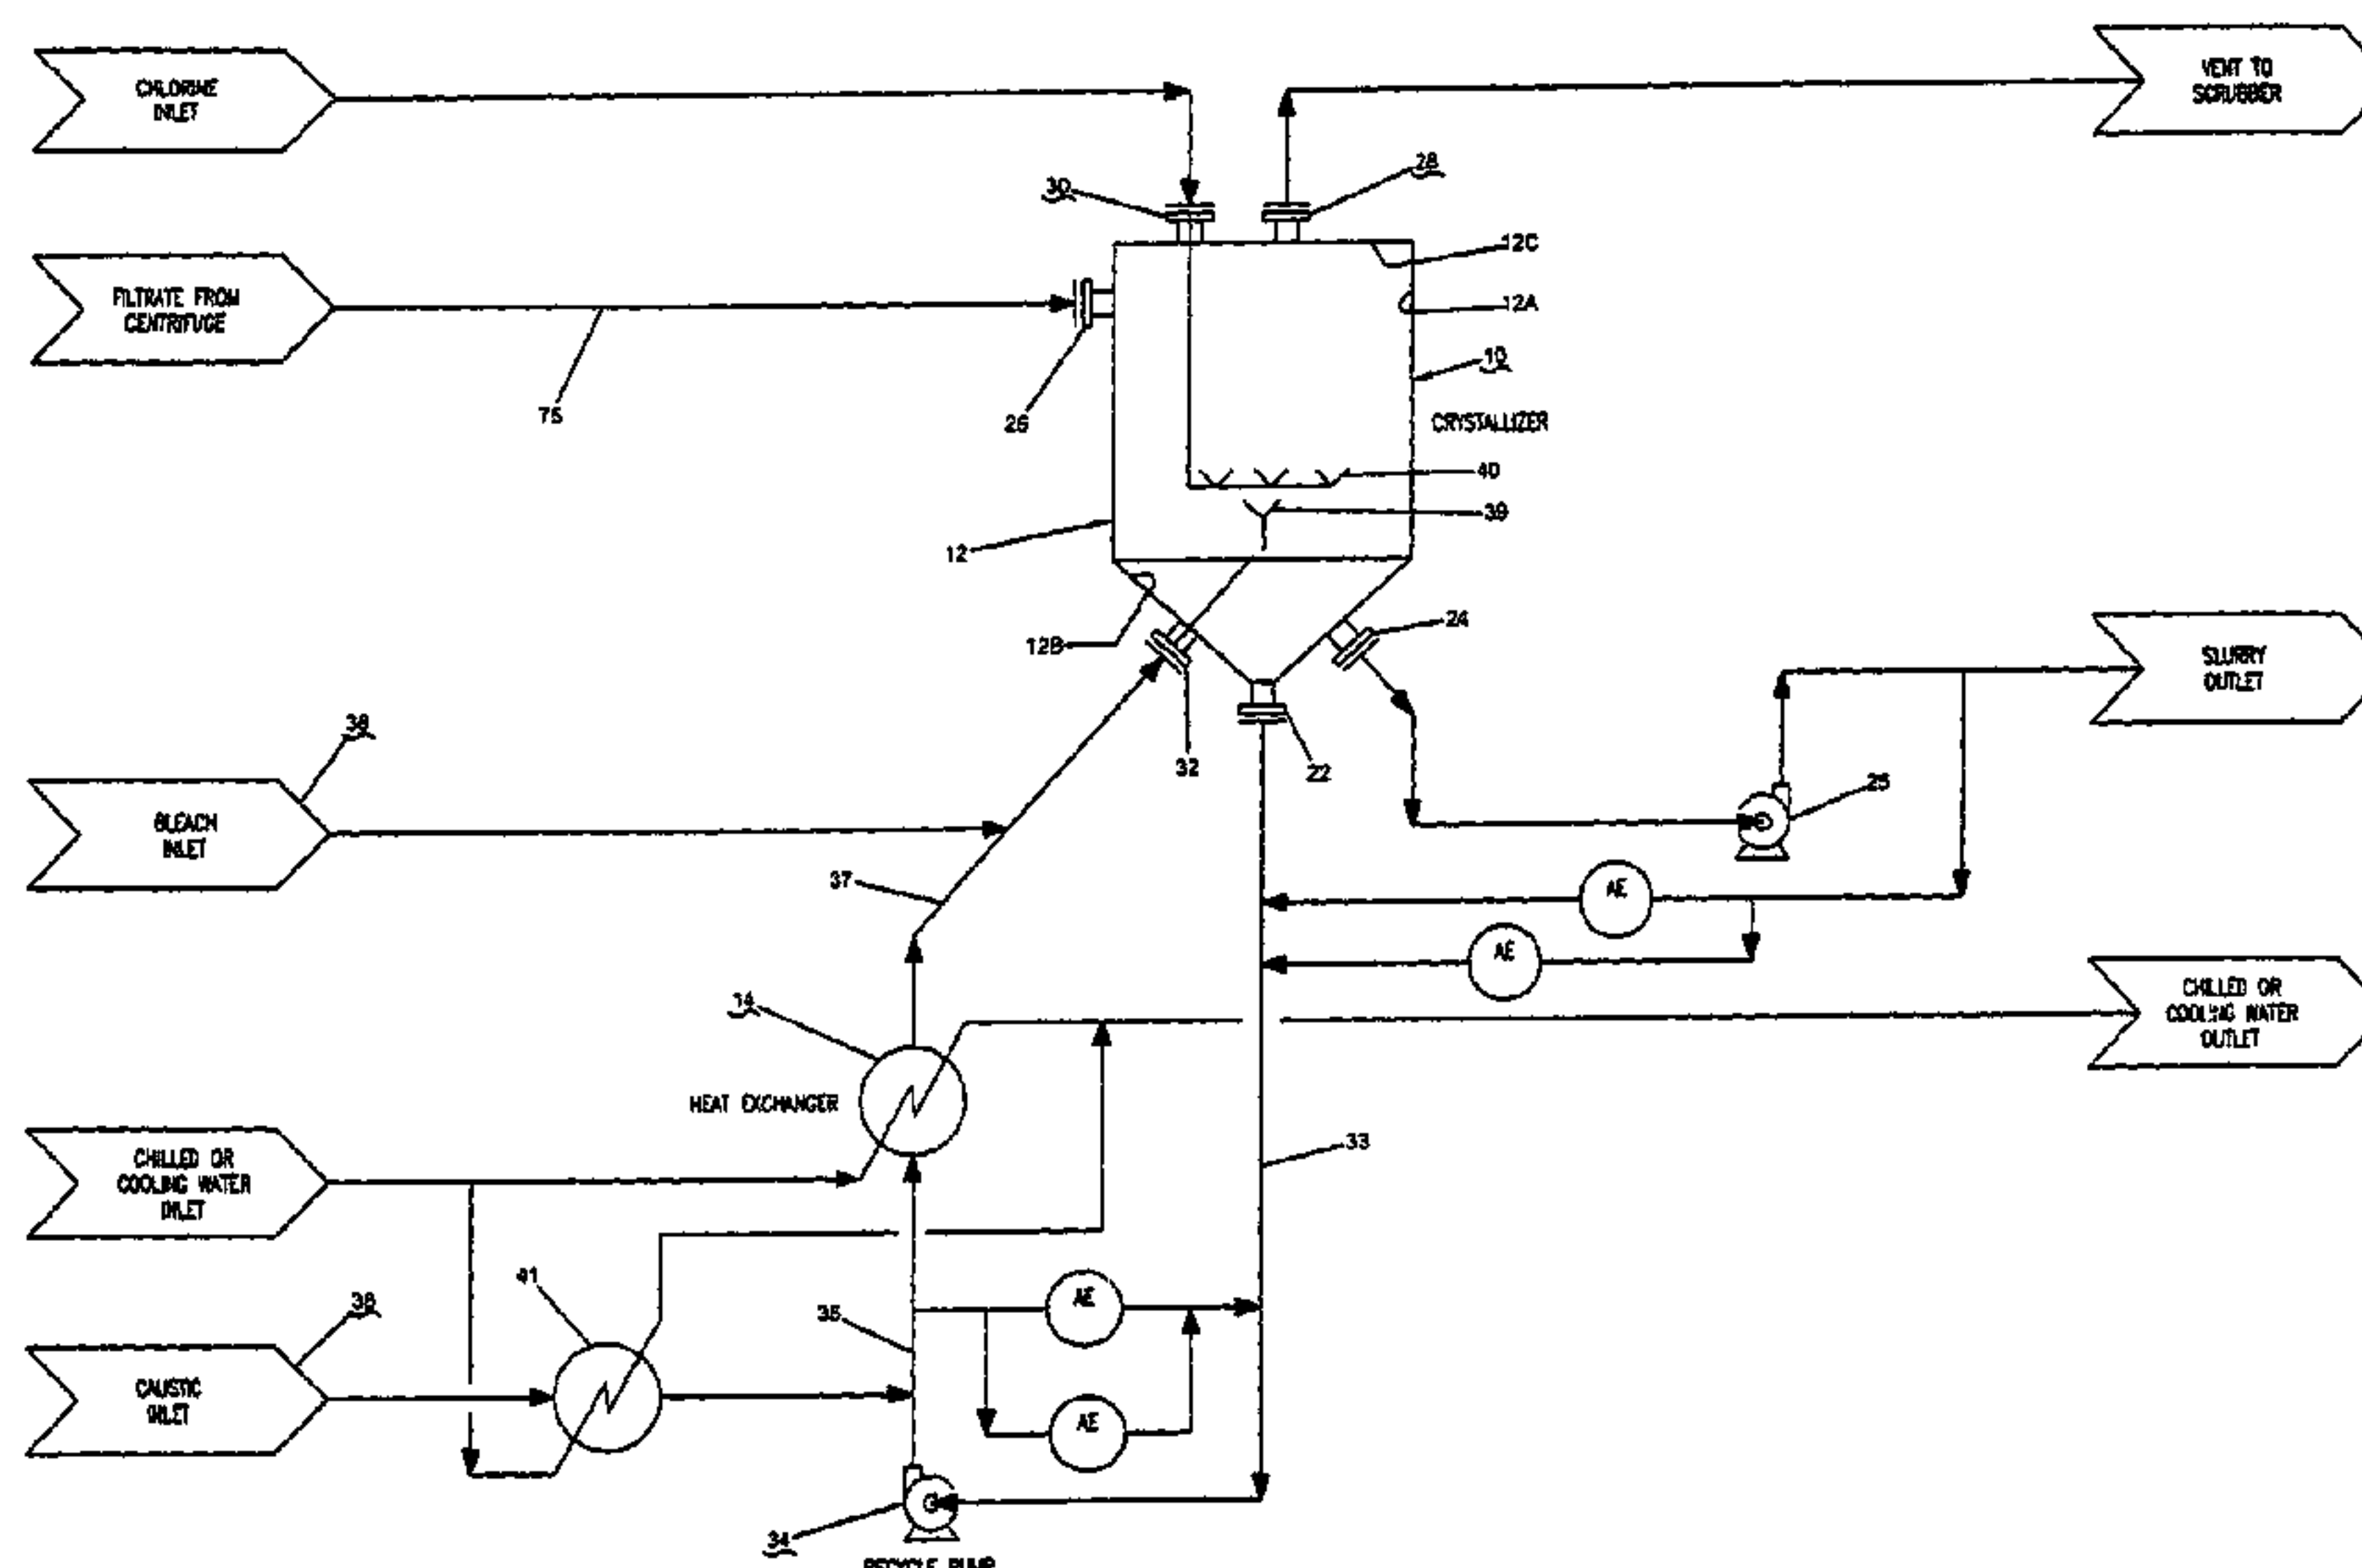 CHLORINE
INLET
VENT TO
SCRUBBER
30
28
12C
FILTRATE FROM
CENTRIFUGE
12A
10
75
26
CRYSTALLIZER
40
39
12
24
12B
SLURRY
OUTLET
38
32
22
25
BLEACH
INLET
37
AE
AE
14
CHILLED OR
COOLING WATER
OUTLET
HEAT EXCHANGER
33
CHILLED OR
COOLING WATER
INLET
41
AE
36
35
CAUSTIC
INLET
AE
34
RECYCLE PUMP